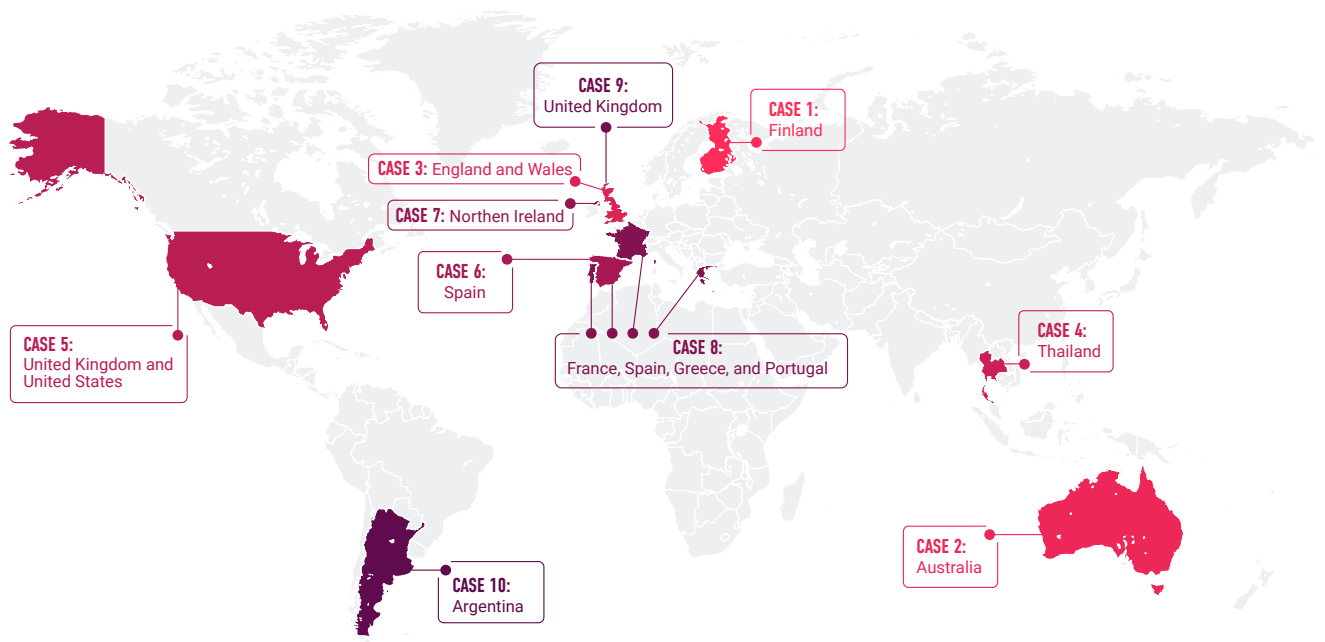 CASE 9:
United Kingdom
CASE 1:
Finland
CASE 3: England and Wales
CASE 7: Northen Ireland
CASE 6:
Spain
CASE 5:
United Kingdom and
United States
CASE 8:
France, Spain, Greece, and Portugal
CASE 4:
Thailand
CASE 2:
Australia
CASE 10:
Argentina